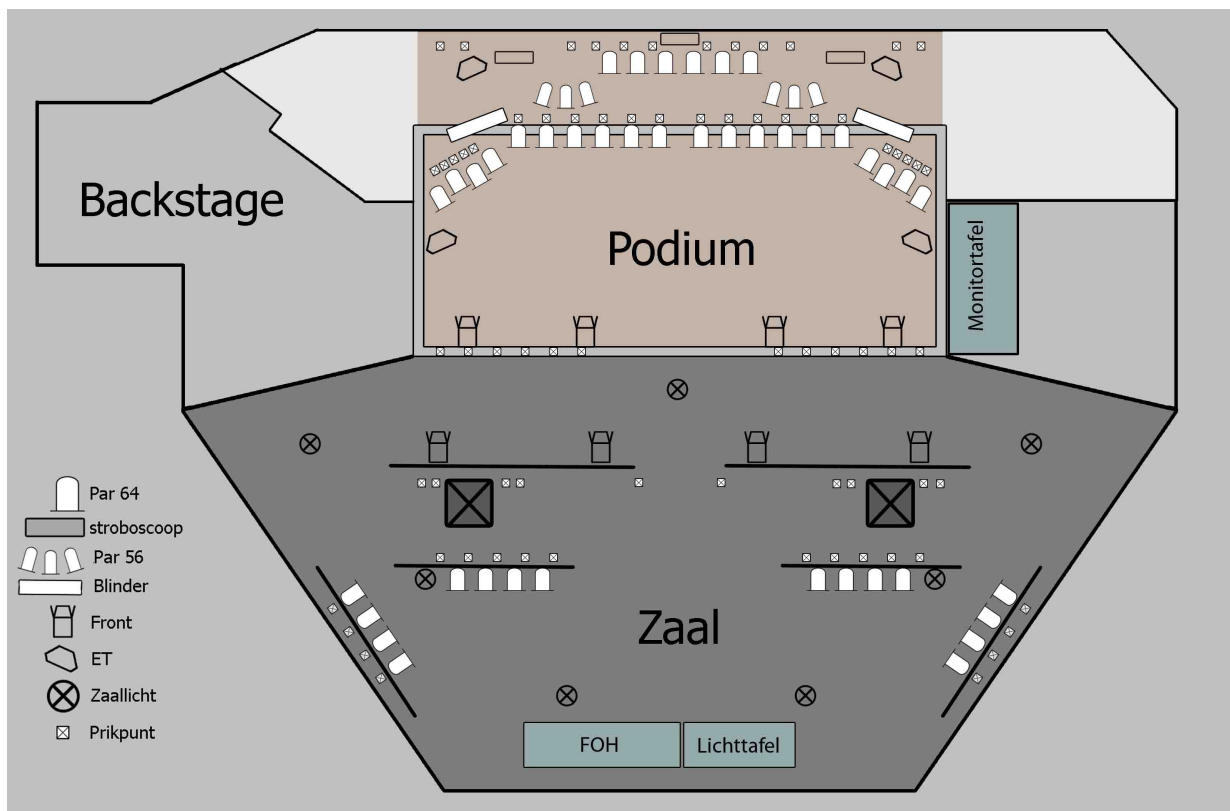 Backstage
Podium
Monitortafel
Zaal
Par 64
stroboscoop
Par 56
Blinder
Front
ET
Zaallicht
Prikpunt
FOH
Lichttafel